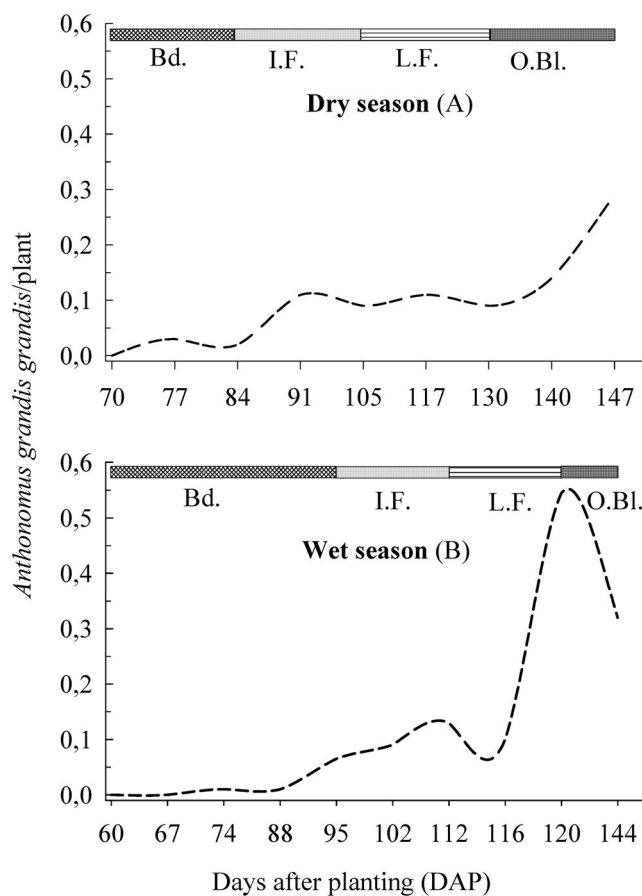 0,6
Bd. I.F. L.F. O.Bl.
0,5
Dry season (A)
0,4
0,3
0,2
0,1
0,0
70 77 84 91 105 117 130 140 147
Anthonomus grandis grandis/plant
0,6
Bd. I.F. L.F. O.Bl.
0,5
Wet season (B)
0,4
0,3
0,2
0,1
0,0
60 67 74 88 95 102 112 116 120 144
Days after planting (DAP)